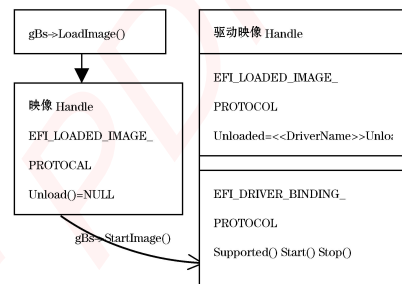 gBs->LoadImage()
映像 Handle
EFI_LOADED_IMAGE_
PROTOCAL
Unload()=NULL
gBs->StartImage()
驱动映像 Handle
EFI_LOADED_IMAGE_
PROTOCOL
Unloaded=<<DriverName>>Unloa
EFI_DRIVER_BINDING_
PROTOCOL
Supported() Start() Stop()